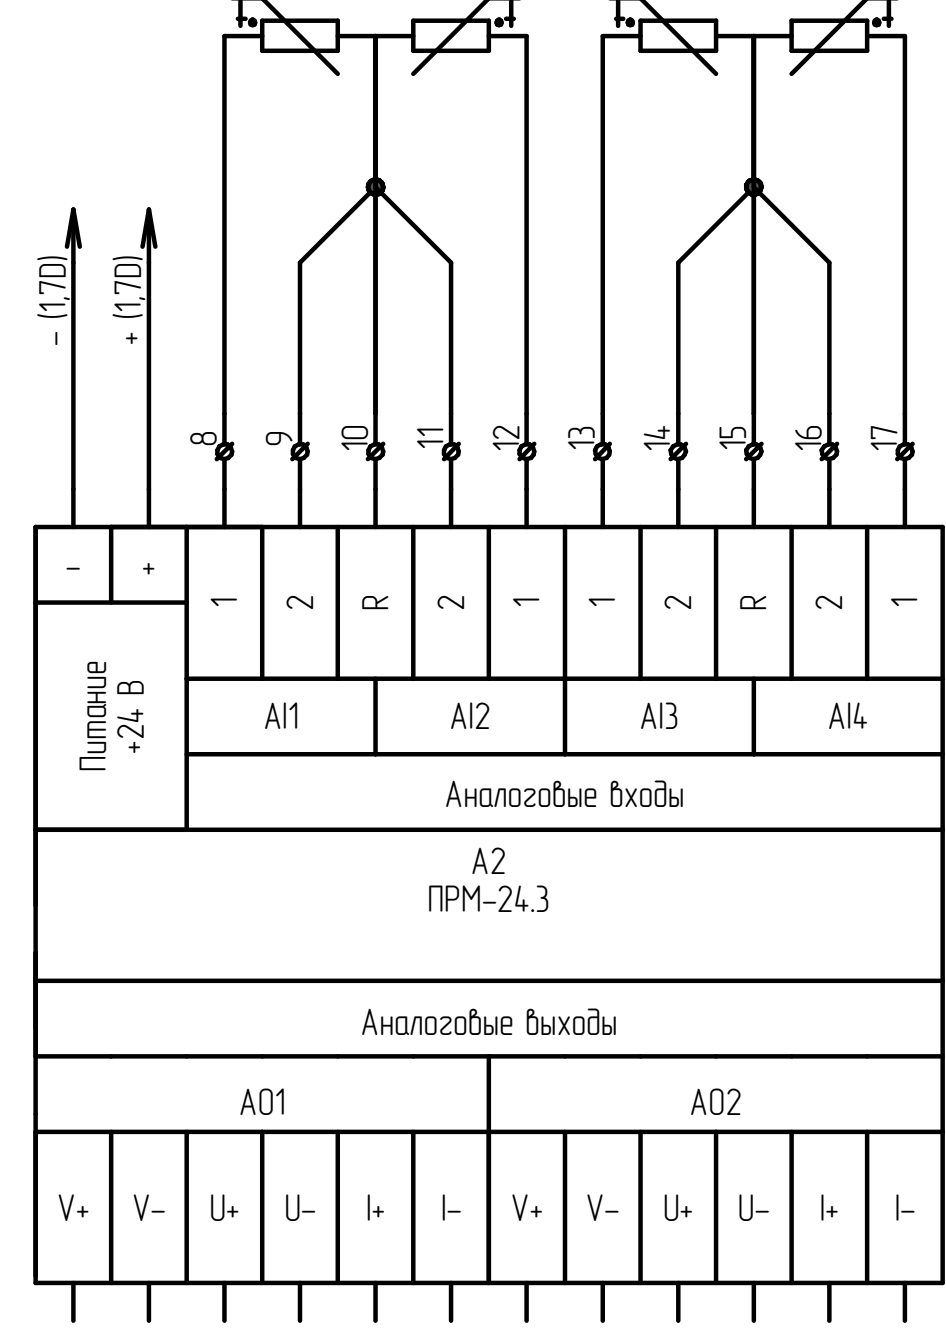 t°
t°
t°
t°
– (1,7D)
+ (1,7D)
8
9
10
11
12
13
14
15
16
17
–
+
1
2
R
2
1
1
2
R
2
1
Питание
+24 В
AI1
AI2
AI3
AI4
Аналоговые входы
A2
ПРМ–24.3
Аналоговые выходы
AO1
AO2
V+
V–
U+
U–
I+
I–
V+
V–
U+
U–
I+
I–